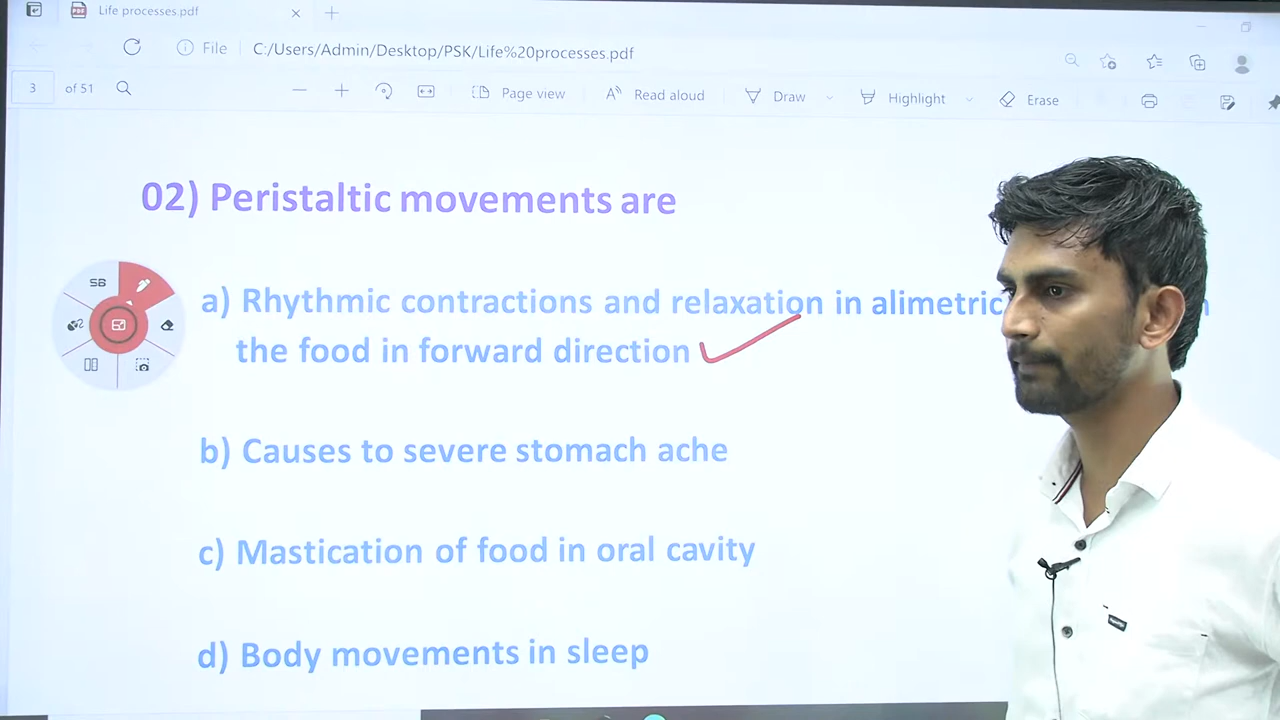 Life processes.pdf
File C:/Users/Admin/Desktop/PSK/Life%20processes.pdf
3 of 51 Page view Read aloud Draw Highlight Erase
02) Peristaltic movements are
SB
a) Rhythmic contractions and relaxation in alimetric
the food in forward direction
b) Causes to severe stomach ache
c) Mastication of food in oral cavity
d) Body movements in sleep